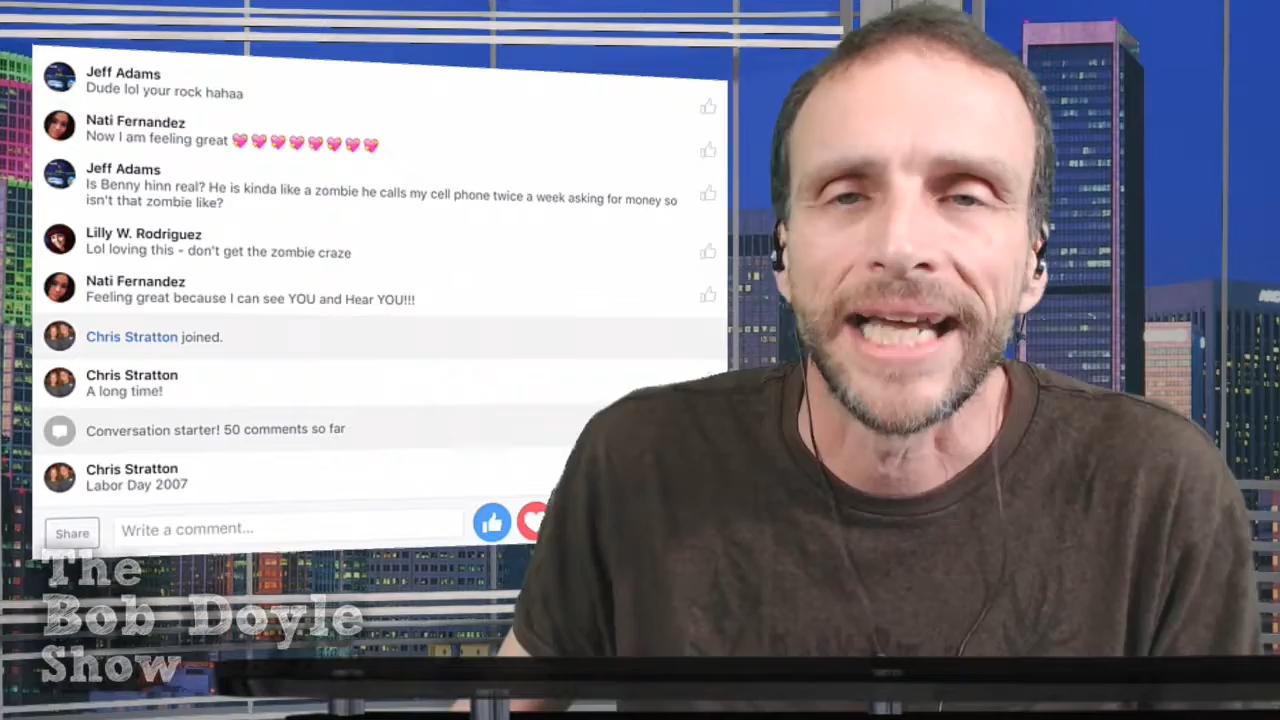 Jeff Adams
Dude lol your rock hahaa
Nati Fernandez
Now I am feeling great 💖💖💖💖💖💖💖💖
Jeff Adams
Is Benny hinn real? He is kinda like a zombie he calls my cell phone twice a week asking for money so
isn't that zombie like?
Lilly W. Rodriguez
Lol loving this - don't get the zombie craze
Nati Fernandez
Feeling great because I can see YOU and Hear YOU!!!
Chris Stratton joined.
Chris Stratton
A long time!
Conversation starter! 50 comments so far
Chris Stratton
Labor Day 2007
Share
Write a comment...
The
Bob Doyle
Show